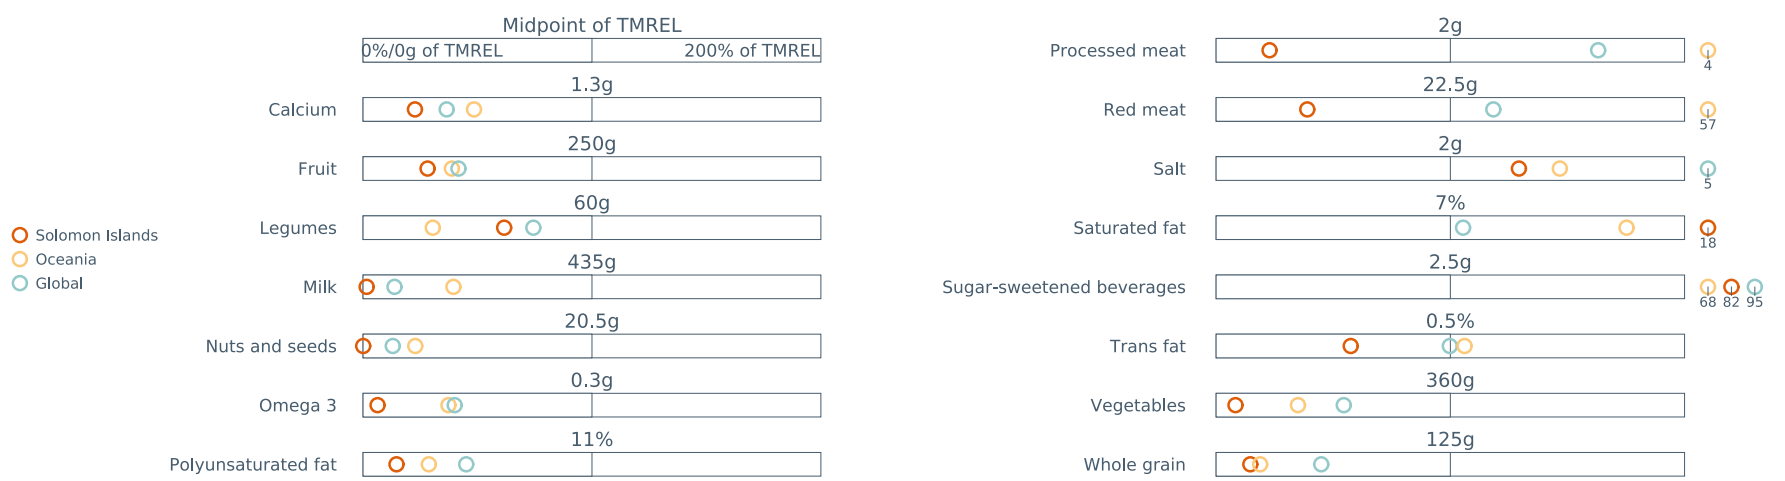 Midpoint of TMREL
0%/0g of TMREL 200% of TMREL
1.3g
Calcium
250g
Fruit
60g
Legumes
435g
Milk
20.5g
Nuts and seeds
0.3g
Omega 3
11%
Polyunsaturated fat
Solomon Islands
Oceania
Global
2g
Processed meat
4
22.5g
Red meat
57
2g
Salt
5
7%
Saturated fat
18
2.5g
Sugar-sweetened beverages
68 82 95
0.5%
Trans fat
360g
Vegetables
125g
Whole grain